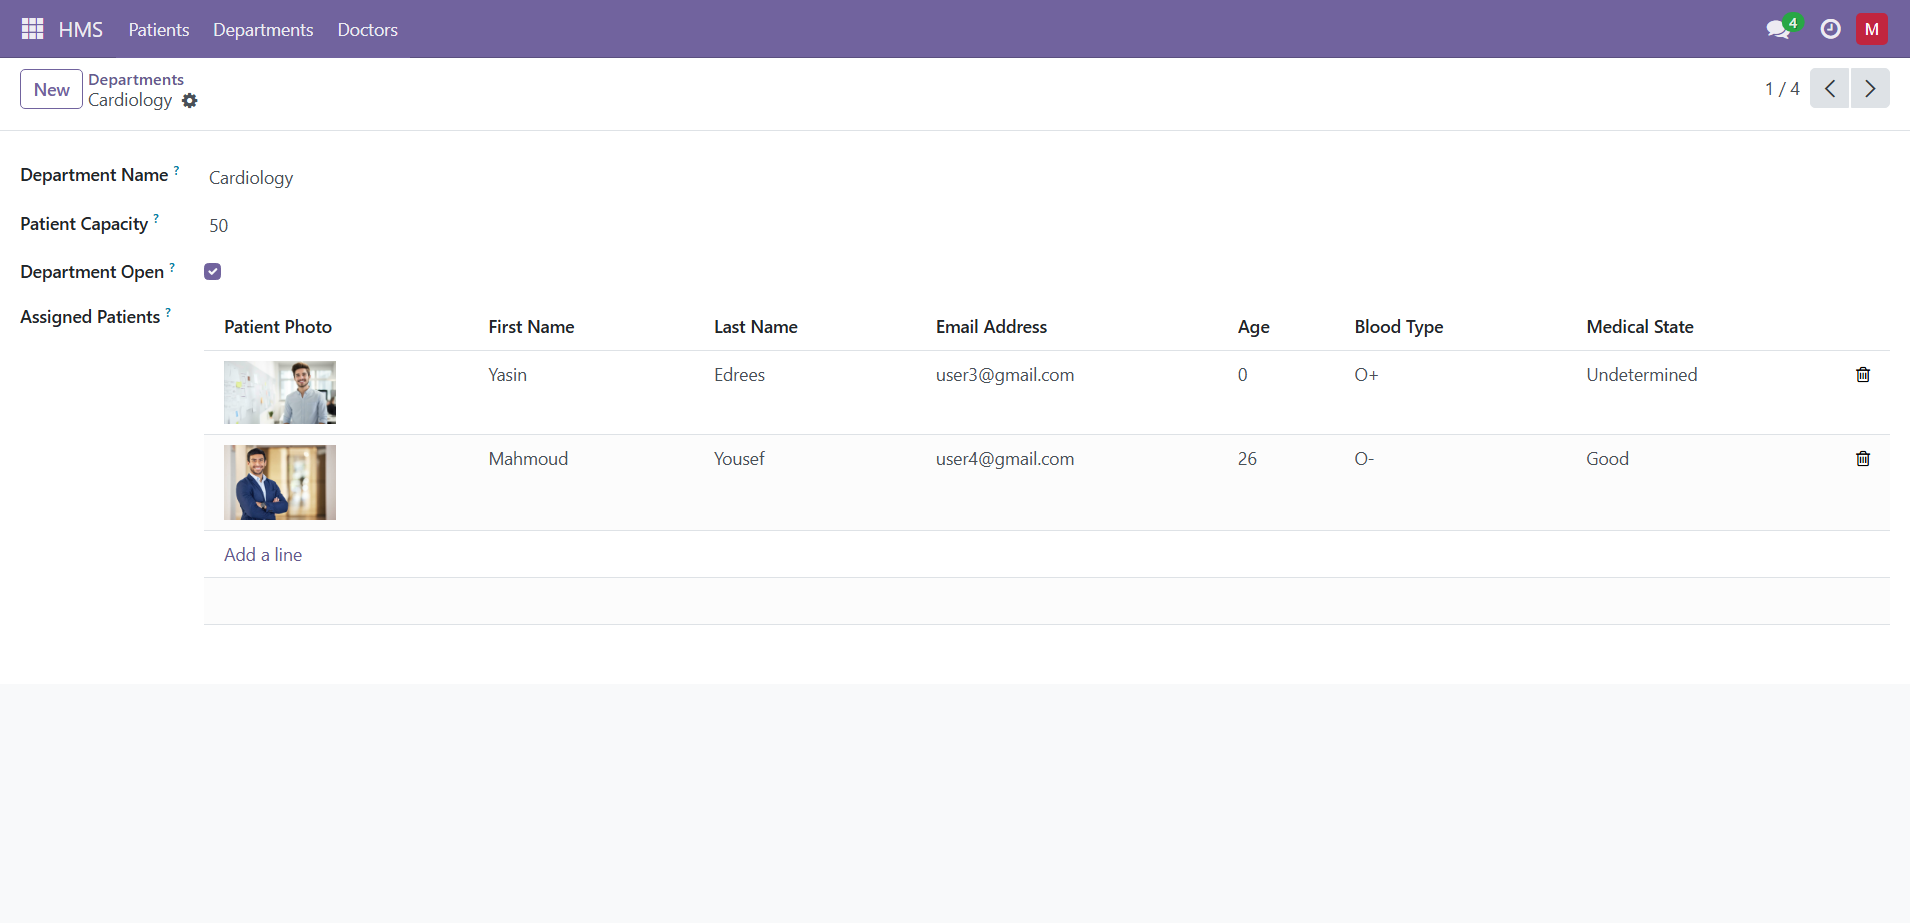 HMS Patients Departments Doctors 4 M
New Departments
Cardiology 1 / 4
Department Name ? Cardiology
Patient Capacity ? 50
Department Open ?
Assigned Patients ?
Patient Photo First Name Last Name Email Address Age Blood Type Medical State
Yasin Edrees user3@gmail.com 0 O+ Undetermined
Mahmoud Yousef user4@gmail.com 26 O- Good
Add a line